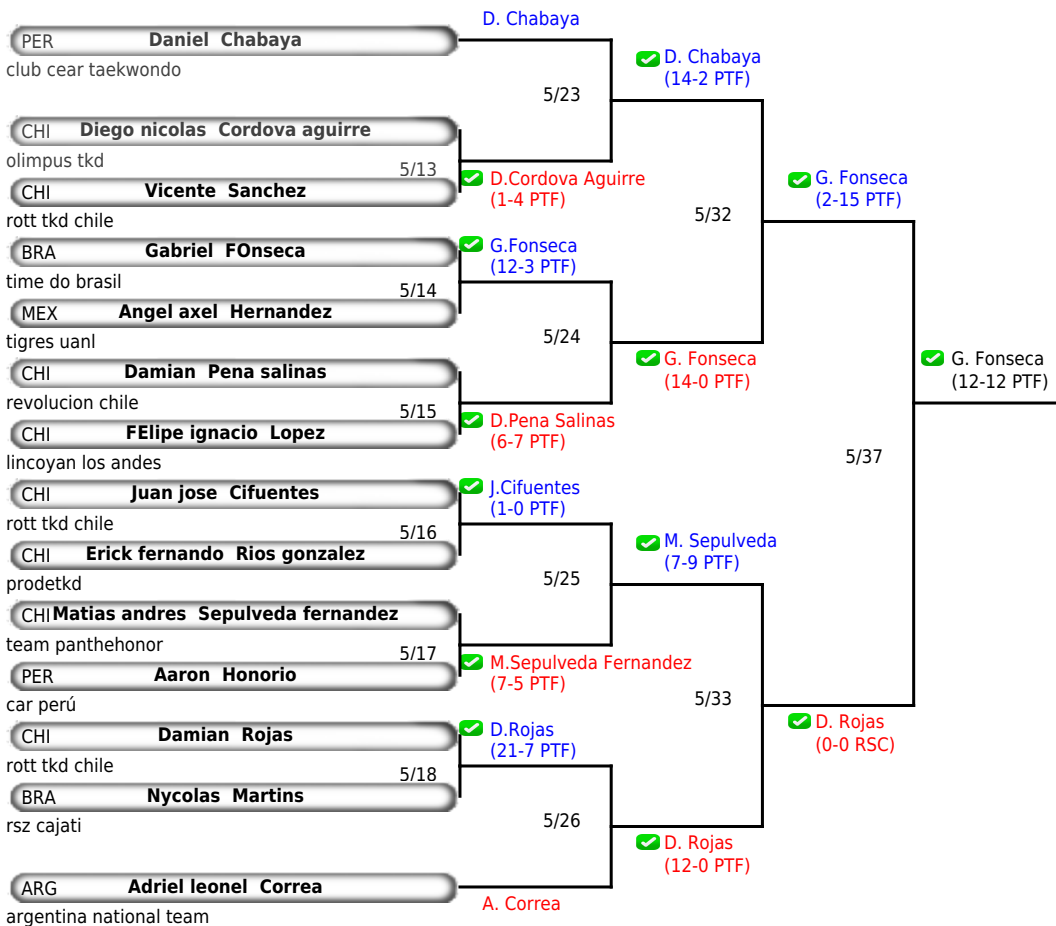 D. Chabaya
PER Daniel Chabaya
club cear taekwondo
D. Chabaya
(14-2 PTF)
5/23
CHI Diego nicolas Cordova aguirre
olimpus tkd
5/13
CHI Vicente Sanchez
rott tkd chile
D.Cordova Aguirre
(1-4 PTF)
G. Fonseca
(2-15 PTF)
5/32
BRA Gabriel FOnseca
time do brasil
G.Fonseca
(12-3 PTF)
5/14
MEX Angel axel Hernandez
tigres uanl
5/24
G. Fonseca
(14-0 PTF)
G. Fonseca
(12-12 PTF)
CHI Damian Pena salinas
revolucion chile
5/15
CHI FElipe ignacio Lopez
lincoyan los andes
D.Pena Salinas
(6-7 PTF)
5/37
CHI Juan jose Cifuentes
rott tkd chile
J.Cifuentes
(1-0 PTF)
5/16
CHI Erick fernando Rios gonzalez
prodetkd
M. Sepulveda
(7-9 PTF)
5/25
CHI Matias andres Sepulveda fernandez
team panthehonor
5/17
PER Aaron Honorio
car perú
M.Sepulveda Fernandez
(7-5 PTF)
5/33
D. Rojas
(0-0 RSC)
CHI Damian Rojas
rott tkd chile
D.Rojas
(21-7 PTF)
5/18
BRA Nycolas Martins
rsz cajati
5/26
D. Rojas
(12-0 PTF)
ARG Adriel leonel Correa
argentina national team
A. Correa